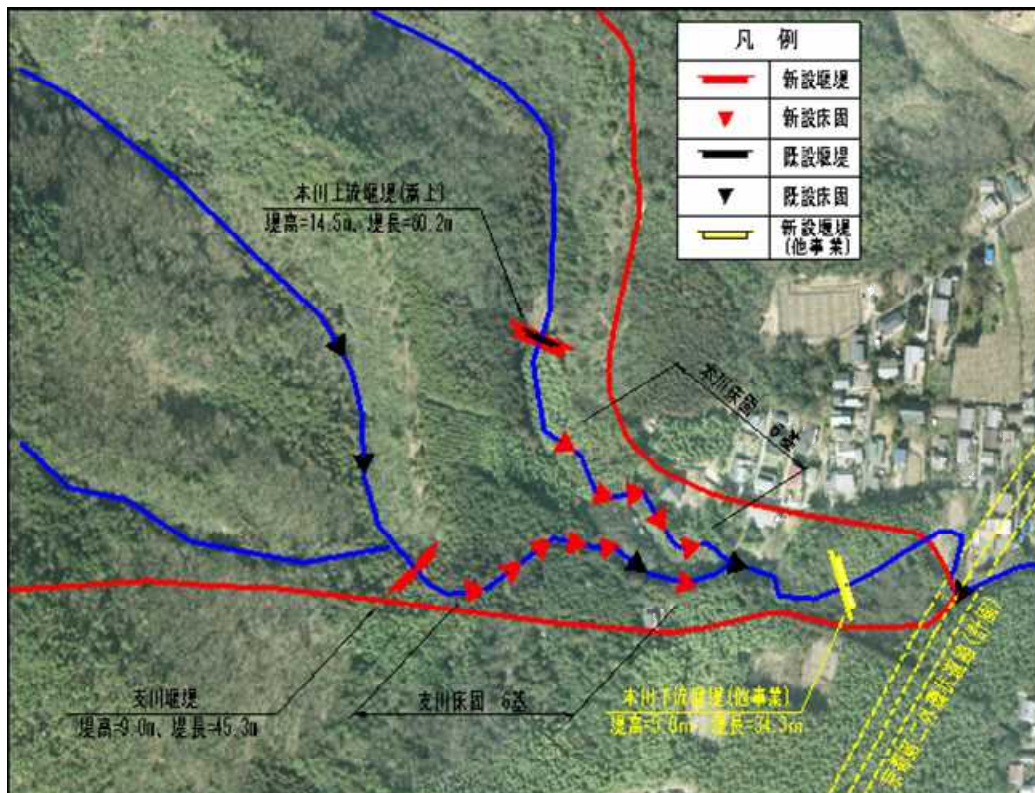 凡 例
新設堰堤
新設床固
既設堰堤
既設床固
新設堰堤
(他事業)
本川上流堰堤(嵩上)
堤高=14.5m、堤長=60.2m
本川床固 6基
支川堰堤
堤高=9.0m、堤長=45.3m
支川床固 6基
本川下流堰堤(他事業)